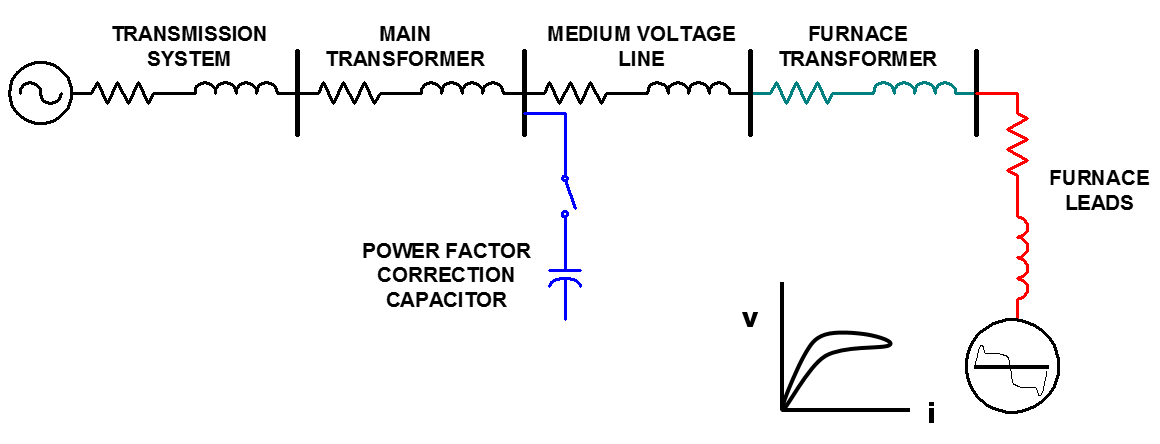 TRANSMISSION
SYSTEM
MAIN
TRANSFORMER
MEDIUM VOLTAGE
LINE
FURNACE
TRANSFORMER
FURNACE
LEADS
POWER FACTOR
CORRECTION
CAPACITOR
v
i